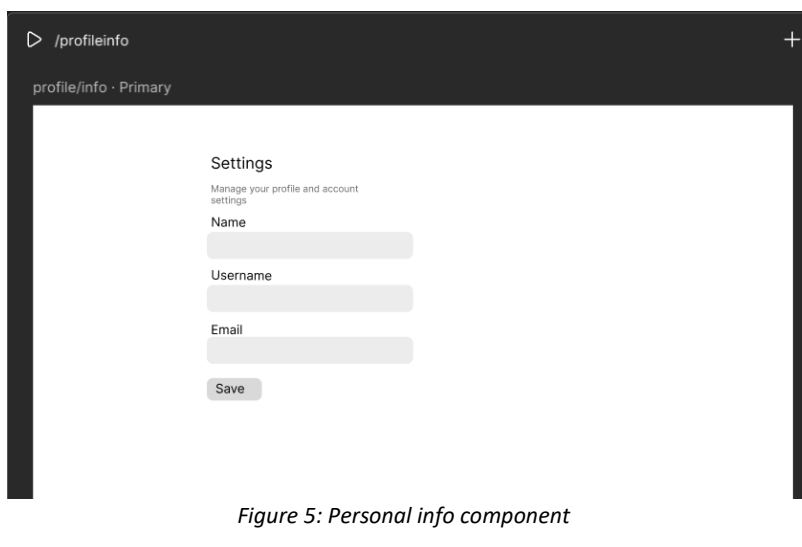 /profileinfo
profile/info · Primary
Settings
Manage your profile and account
settings
Name
Username
Email
Save
Figure 5: Personal info component